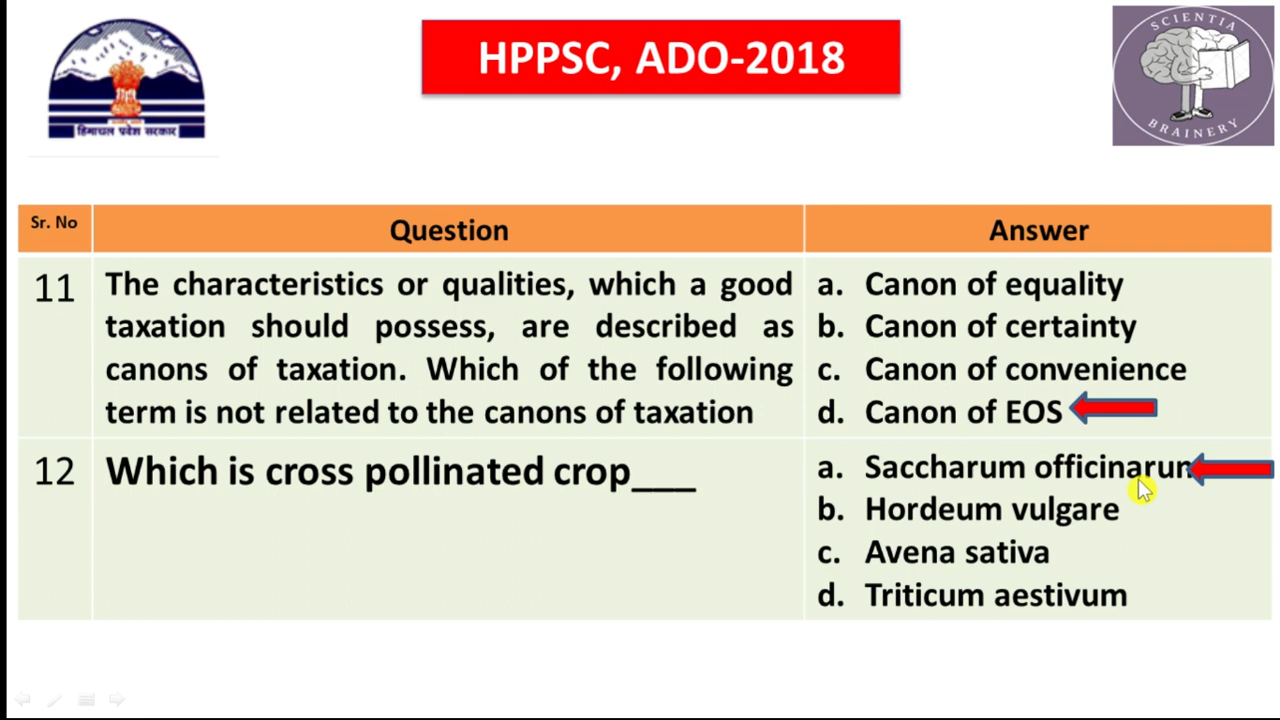 HPPSC, ADO-2018
SCIENTIA
BRAINERY
हिमाचल प्रदेश सरकार
Sr. No Question Answer
11 The characteristics or qualities, which a good
taxation should possess, are described as
canons of taxation. Which of the following
term is not related to the canons of taxation
a. Canon of equality
b. Canon of certainty
c. Canon of convenience
d. Canon of EOS
12 Which is cross pollinated crop___
a. Saccharum officinarum
b. Hordeum vulgare
c. Avena sativa
d. Triticum aestivum